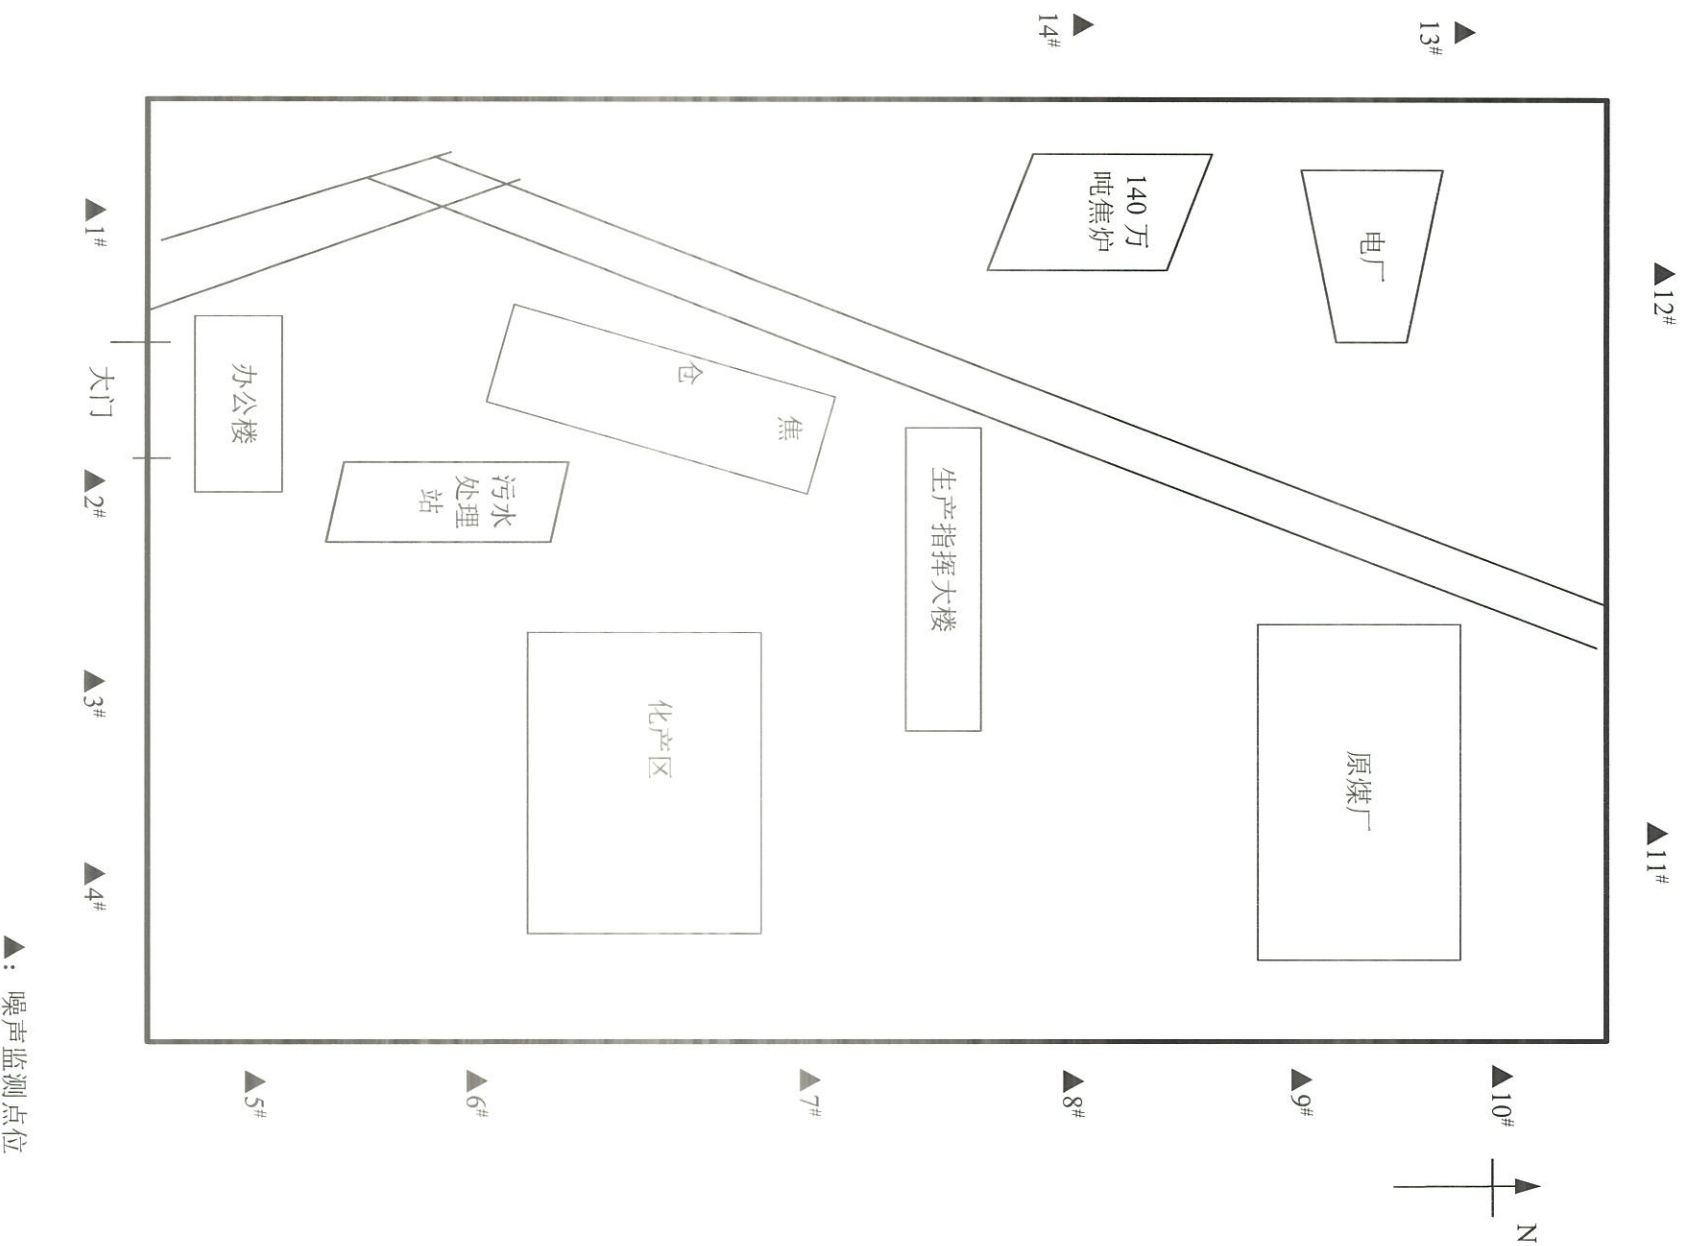 ▲12#
▲11#
N
▲10#
▲13#
电厂
原煤厂
▲9#
140万
吨焦炉
▲8#
▲14#
生产指挥大楼
▲7#
焦
仓
化产区
污水
处理
站
▲6#
▲5#
办公楼
▲1#
大门
▲2#
▲3#
▲4#
▲:噪声监测点位